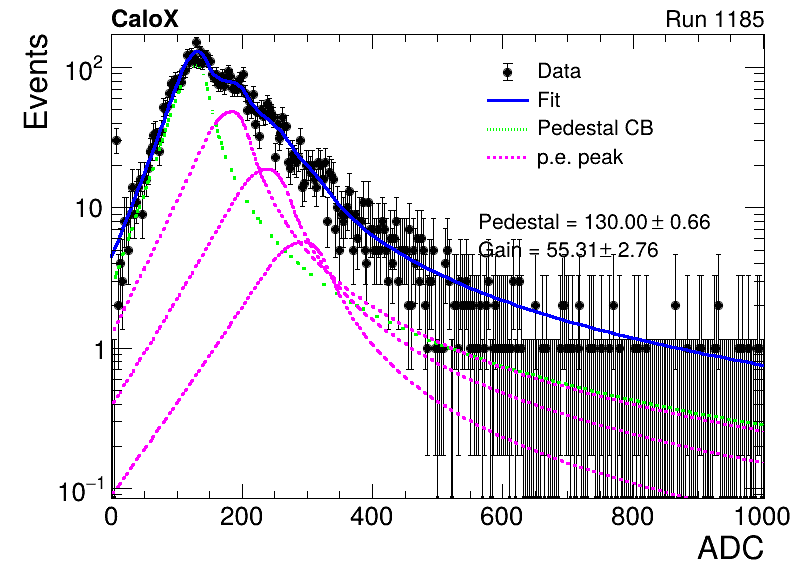 CaloX Run 1185
Events
Data
Fit
Pedestal CB
p.e. peak
Pedestal = 130.00 ± 0.66
Gain = 55.31 ± 2.76
10²
10
1
10⁻¹
0 200 400 600 800 1000
ADC